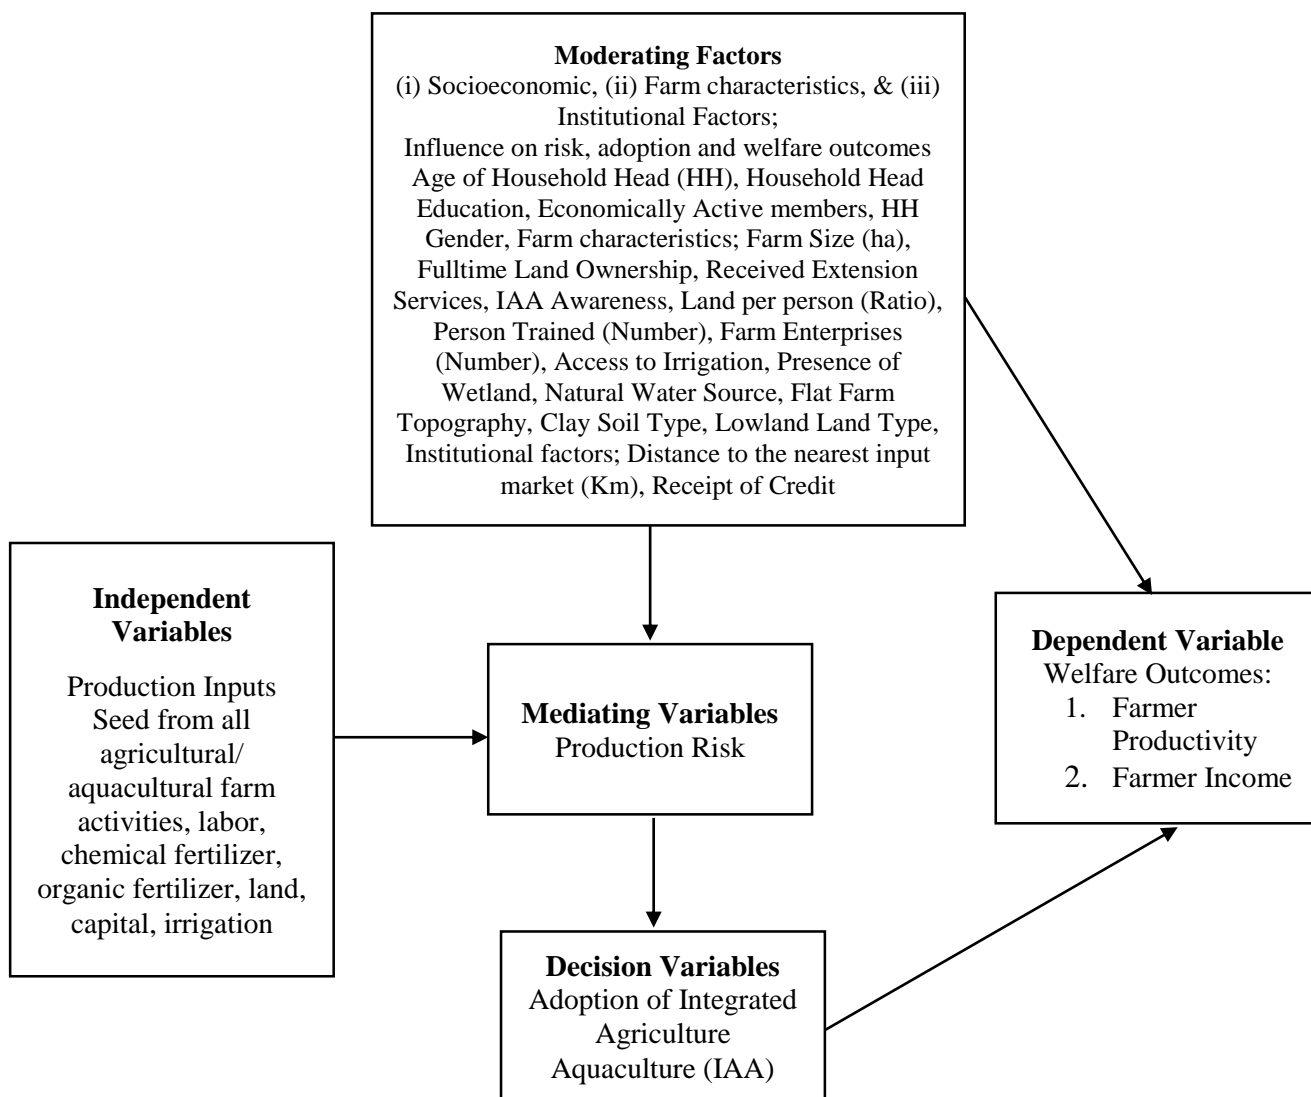 Moderating Factors
(i) Socioeconomic, (ii) Farm characteristics, & (iii)
Institutional Factors;
Influence on risk, adoption and welfare outcomes
Age of Household Head (HH), Household Head
Education, Economically Active members, HH
Gender, Farm characteristics; Farm Size (ha),
Fulltime Land Ownership, Received Extension
Services, IAA Awareness, Land per person (Ratio),
Person Trained (Number), Farm Enterprises
(Number), Access to Irrigation, Presence of
Wetland, Natural Water Source, Flat Farm
Topography, Clay Soil Type, Lowland Land Type,
Institutional factors; Distance to the nearest input
market (Km), Receipt of Credit
Independent
Variables
Production Inputs
Seed from all
agricultural/
aquacultural farm
activities, labor,
chemical fertilizer,
organic fertilizer, land,
capital, irrigation
Mediating Variables
Production Risk
Decision Variables
Adoption of Integrated
Agriculture
Aquaculture (IAA)
Dependent Variable
Welfare Outcomes:
1. Farmer
Productivity
2. Farmer Income